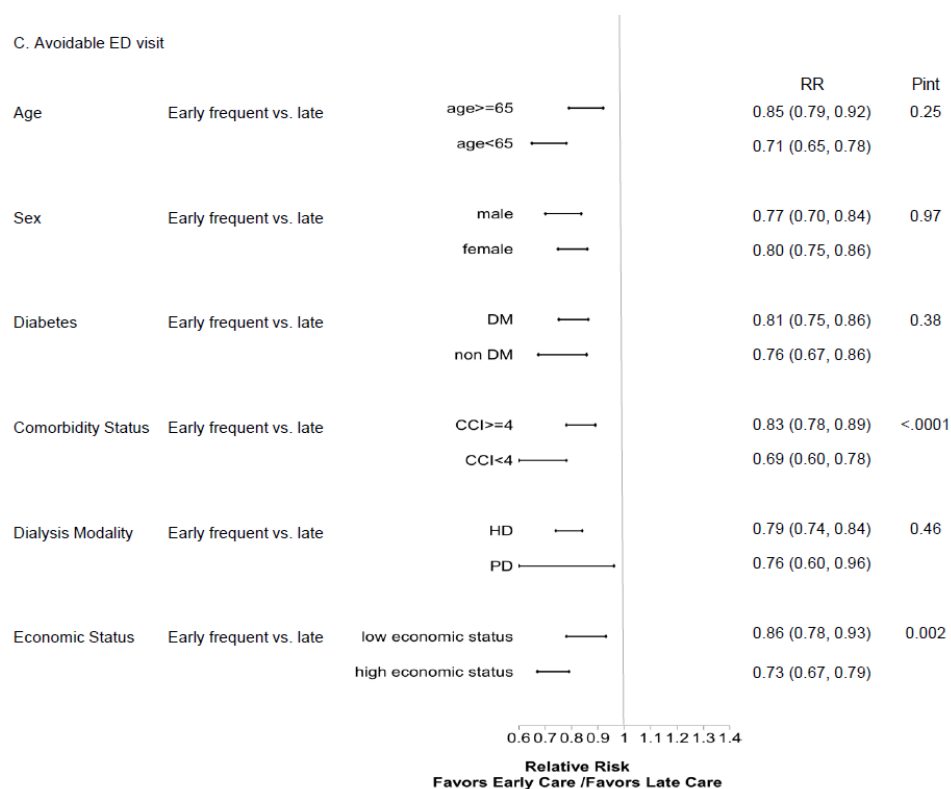 C. Avoidable ED visit
RR Pint
Age Early frequent vs. late age>=65 0.85 (0.79, 0.92) 0.25
age<65 0.71 (0.65, 0.78)
Sex Early frequent vs. late male 0.77 (0.70, 0.84) 0.97
female 0.80 (0.75, 0.86)
Diabetes Early frequent vs. late DM 0.81 (0.75, 0.86) 0.38
non DM 0.76 (0.67, 0.86)
Comorbidity Status Early frequent vs. late CCI>=4 0.83 (0.78, 0.89) <.0001
CCI<4 0.69 (0.60, 0.78)
Dialysis Modality Early frequent vs. late HD 0.79 (0.74, 0.84) 0.46
PD 0.76 (0.60, 0.96)
Economic Status Early frequent vs. late low economic status 0.86 (0.78, 0.93) 0.002
high economic status 0.73 (0.67, 0.79)
0.6 0.7 0.8 0.9 1 1.1 1.2 1.3 1.4
Relative Risk
Favors Early Care /Favors Late Care